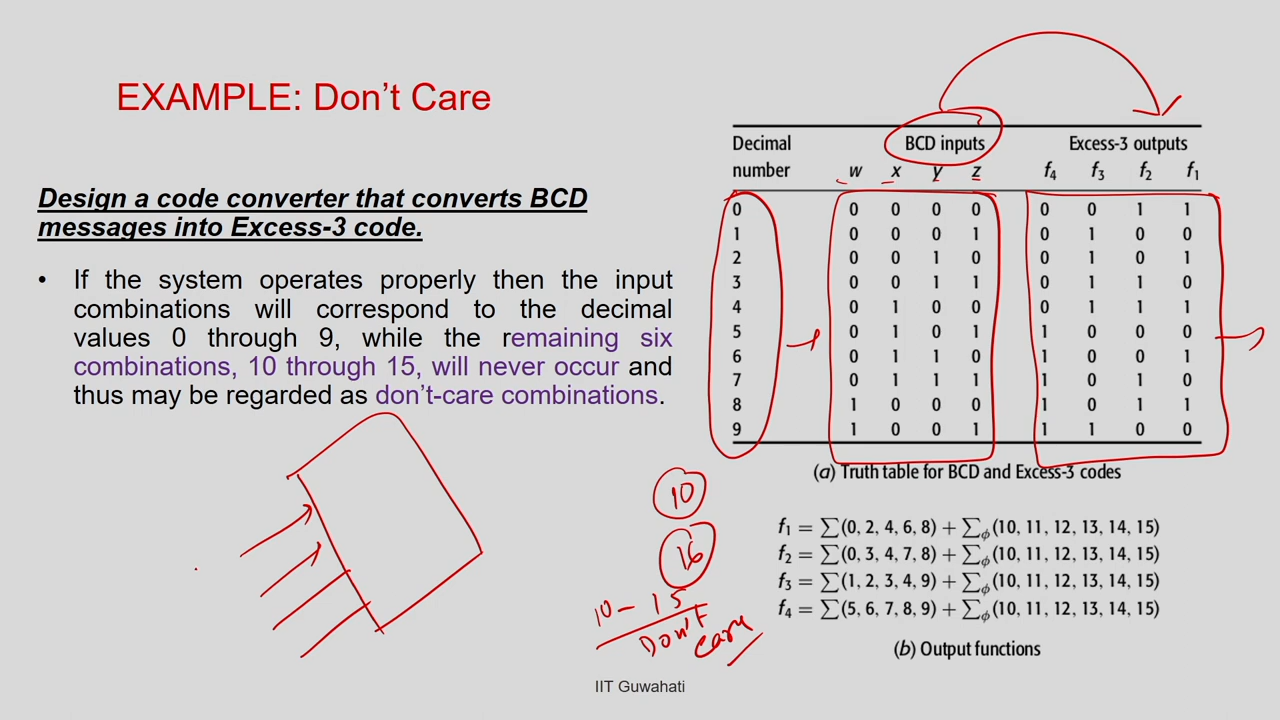 EXAMPLE: Don’t Care
Design a code converter that converts BCD
messages into Excess-3 code.
• If the system operates properly then the input
combinations will correspond to the decimal
values 0 through 9, while the remaining six
combinations, 10 through 15, will never occur and
thus may be regarded as don’t-care combinations.
10
16
10 - 15
Don't
Care
Decimal BCD inputs Excess-3 outputs
number w x y z f4 f3 f2 f1
0 0 0 0 0 0 0 1 1
1 0 0 0 1 0 1 0 0
2 0 0 1 0 0 1 0 1
3 0 0 1 1 0 1 1 0
4 0 1 0 0 0 1 1 1
5 0 1 0 1 1 0 0 0
6 0 1 1 0 1 0 0 1
7 0 1 1 1 1 0 1 0
8 1 0 0 0 1 0 1 1
9 1 0 0 1 1 1 0 0
(a) Truth table for BCD and Excess-3 codes
f1 = ∑(0, 2, 4, 6, 8) + ∑ϕ(10, 11, 12, 13, 14, 15)
f2 = ∑(0, 3, 4, 7, 8) + ∑ϕ(10, 11, 12, 13, 14, 15)
f3 = ∑(1, 2, 3, 4, 9) + ∑ϕ(10, 11, 12, 13, 14, 15)
f4 = ∑(5, 6, 7, 8, 9) + ∑ϕ(10, 11, 12, 13, 14, 15)
(b) Output functions
IIT Guwahati